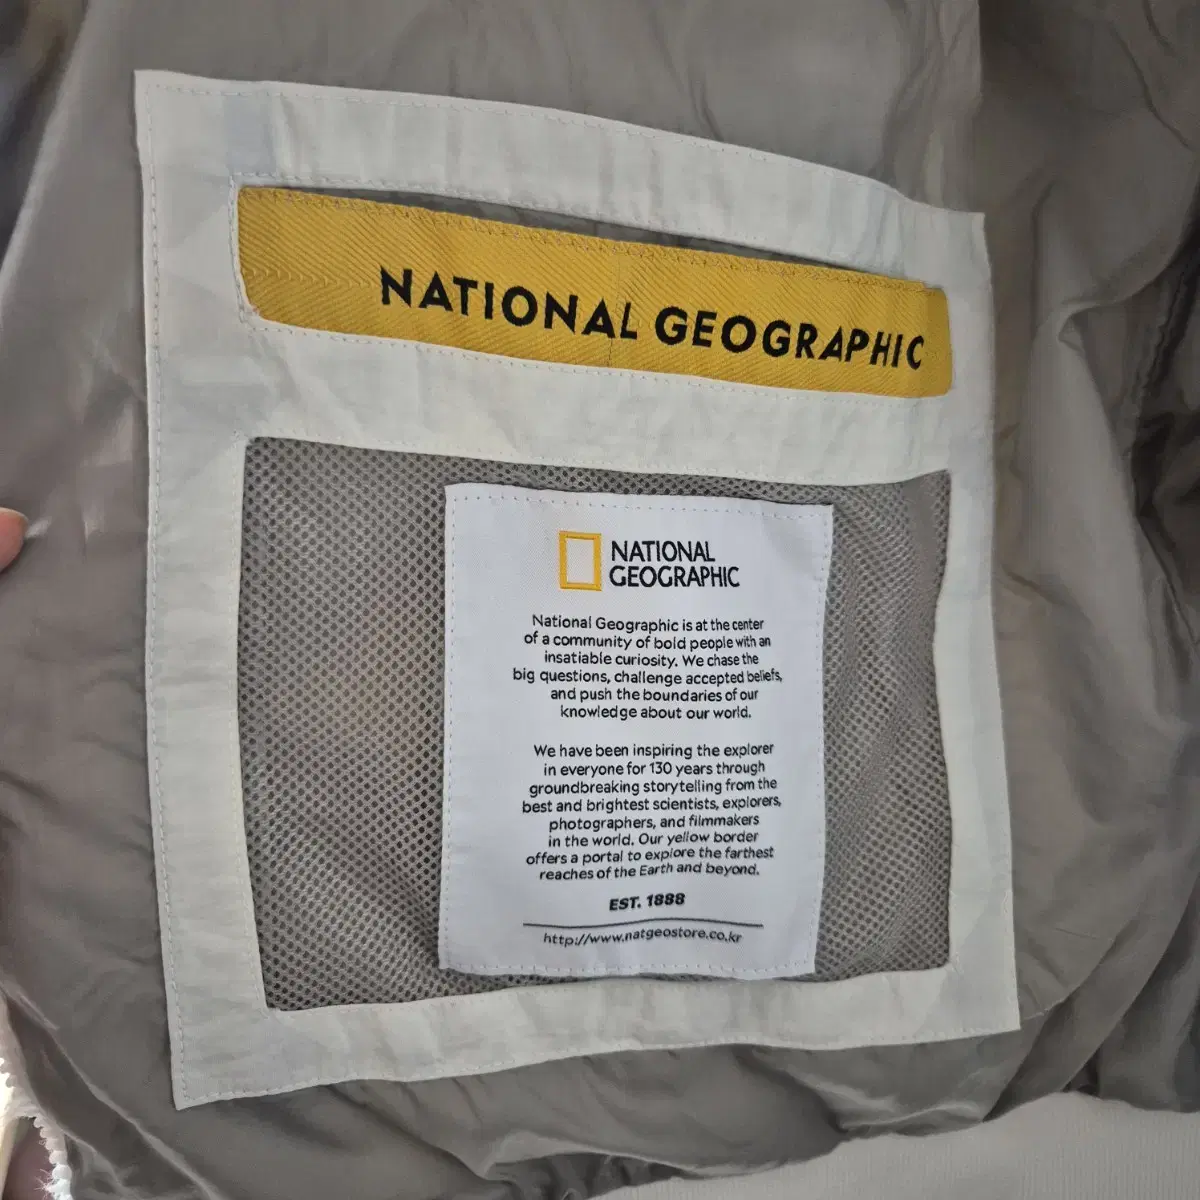 NATIONAL GEOGRAPHIC
NATIONAL
GEOGRAPHIC
National Geographic is at the center
of a community of bold people with an
insatiable curiosity. We chase the
big questions, challenge accepted beliefs,
and push the boundaries of our
knowledge about our world.
We have been inspiring the explorer
in everyone for 130 years through
groundbreaking storytelling from the
best and brightest scientists, explorers,
photographers, and filmmakers
in the world. Our yellow border
offers a portal to explore the farthest
reaches of the Earth and beyond.
EST. 1888
http://www.natgeostore.co.kr